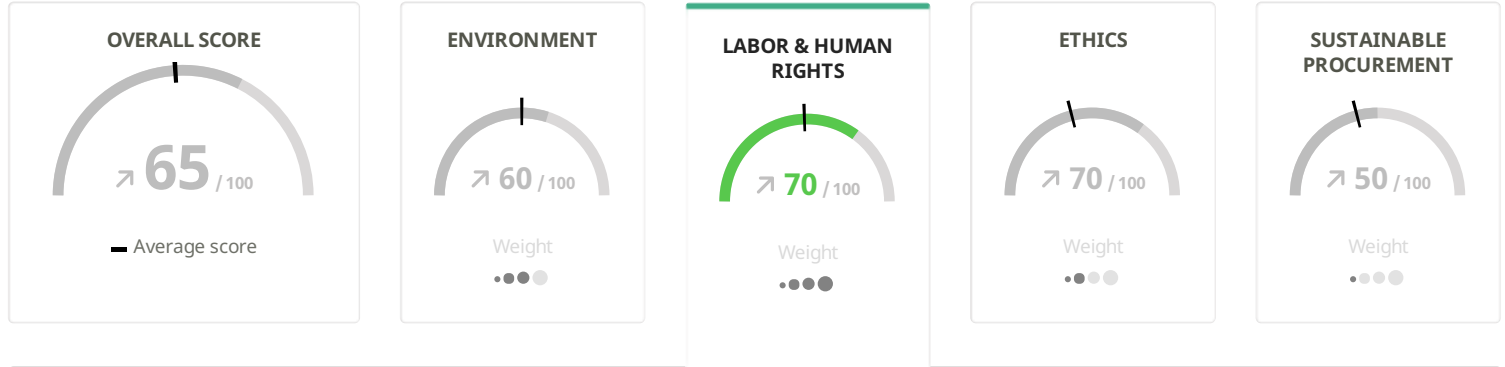 OVERALL SCORE
65 / 100
Average score
ENVIRONMENT
60 / 100
Weight
LABOR & HUMAN
RIGHTS
70 / 100
Weight
ETHICS
70 / 100
Weight
SUSTAINABLE
PROCUREMENT
50 / 100
Weight